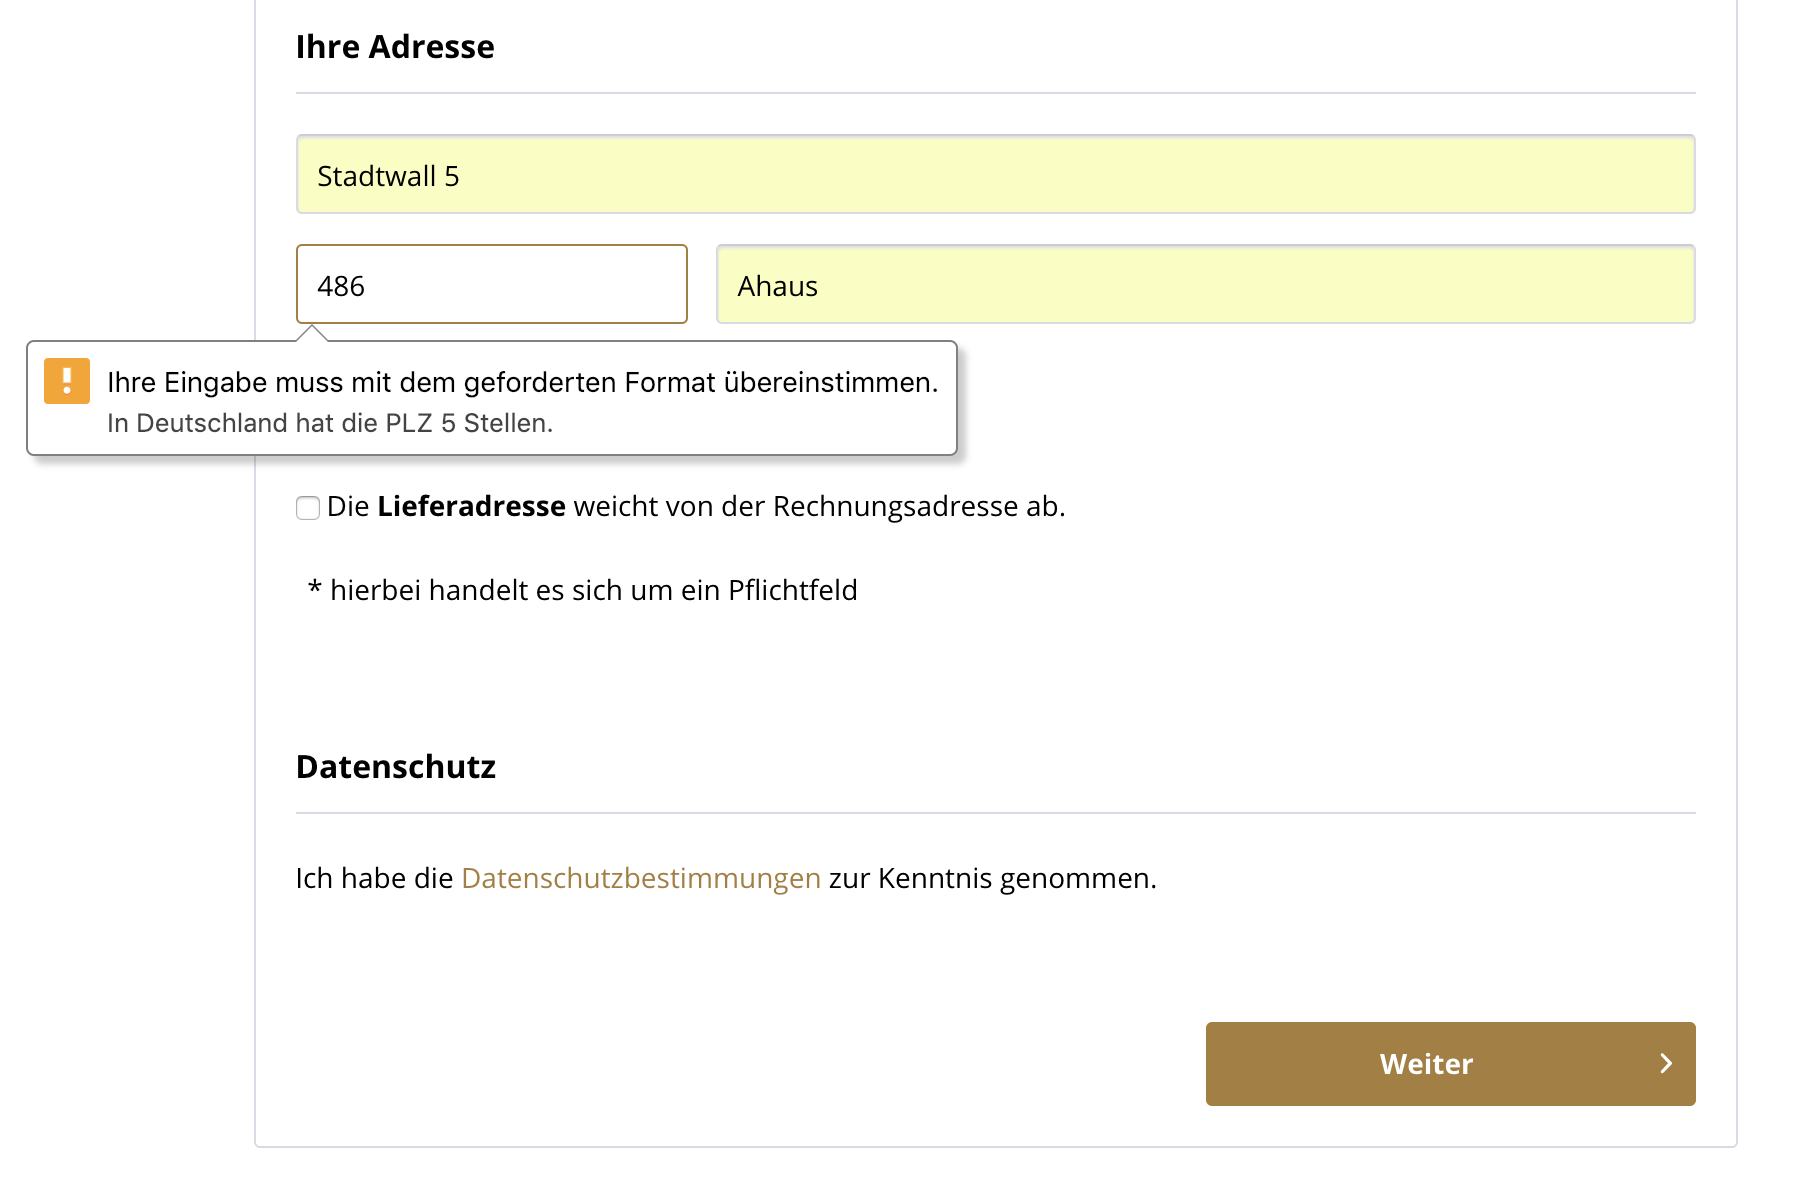 Ihre Adresse
Stadtwall 5
486
Ahaus
Ihre Eingabe muss mit dem geforderten Format übereinstimmen.
In Deutschland hat die PLZ 5 Stellen.
Die Lieferadresse weicht von der Rechnungsadresse ab.
* hierbei handelt es sich um ein Pflichtfeld
Datenschutz
Ich habe die Datenschutzbestimmungen zur Kenntnis genommen.
Weiter